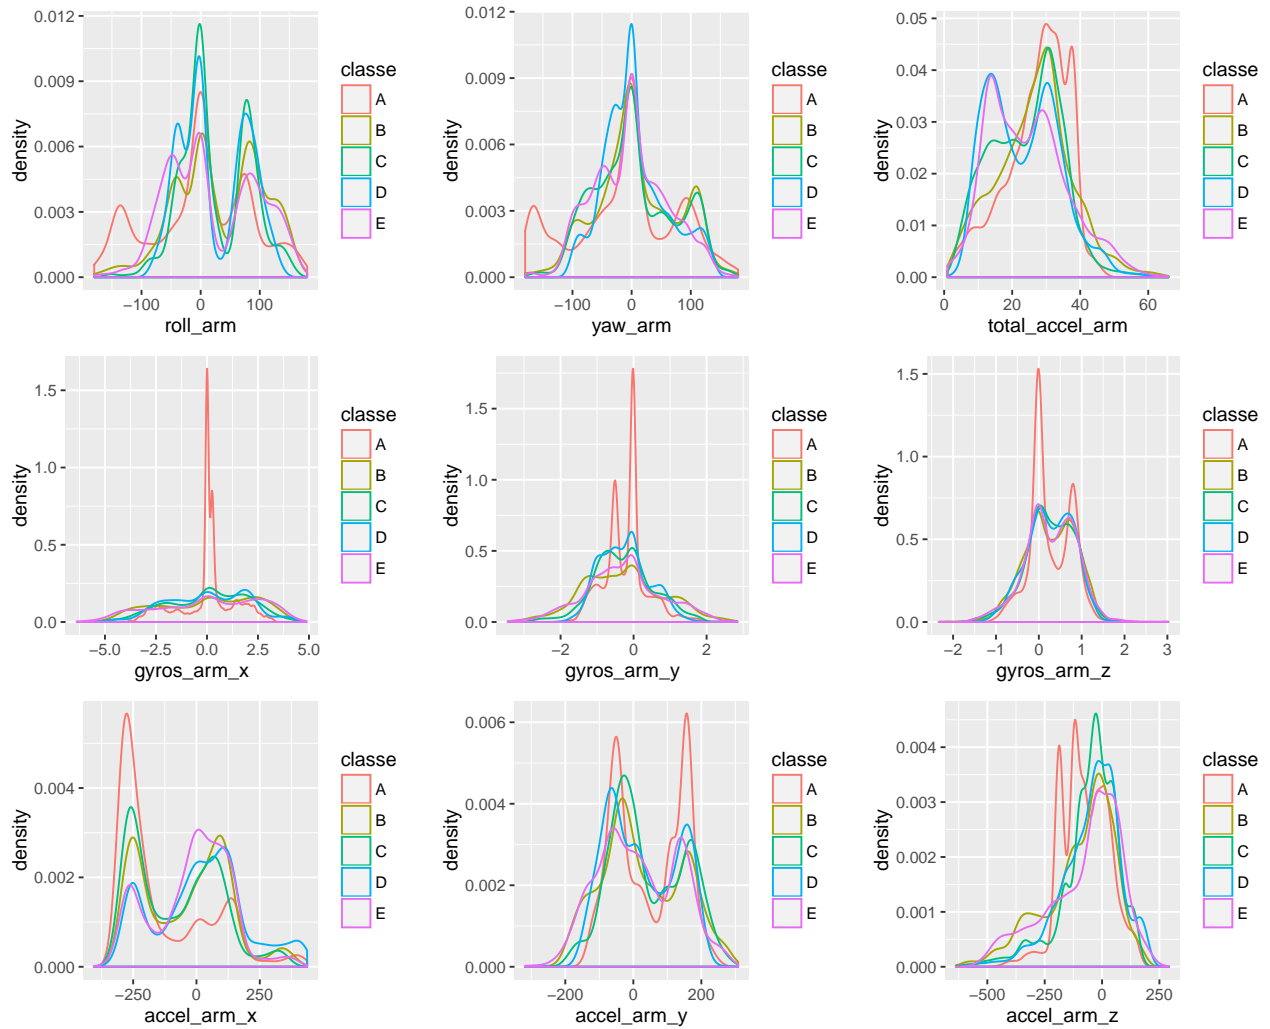 density
0.012
0.009
0.006
0.003
0.000
−100 0 100
roll_arm
classe
A
B
C
D
E
density
0.012
0.009
0.006
0.003
0.000
−100 0 100
yaw_arm
classe
A
B
C
D
E
density
0.05
0.04
0.03
0.02
0.01
0.00
0 20 40 60
total_accel_arm
classe
A
B
C
D
E
density
1.5
1.0
0.5
0.0
−5.0 −2.5 0.0 2.5 5.0
gyros_arm_x
classe
A
B
C
D
E
density
1.5
1.0
0.5
0.0
−2 0 2
gyros_arm_y
classe
A
B
C
D
E
density
1.5
1.0
0.5
0.0
−2 −1 0 1 2 3
gyros_arm_z
classe
A
B
C
D
E
density
0.004
0.002
0.000
−250 0 250
accel_arm_x
classe
A
B
C
D
E
density
0.006
0.004
0.002
0.000
−200 0 200
accel_arm_y
classe
A
B
C
D
E
density
0.004
0.003
0.002
0.001
0.000
−500 −250 0 250
accel_arm_z
classe
A
B
C
D
E